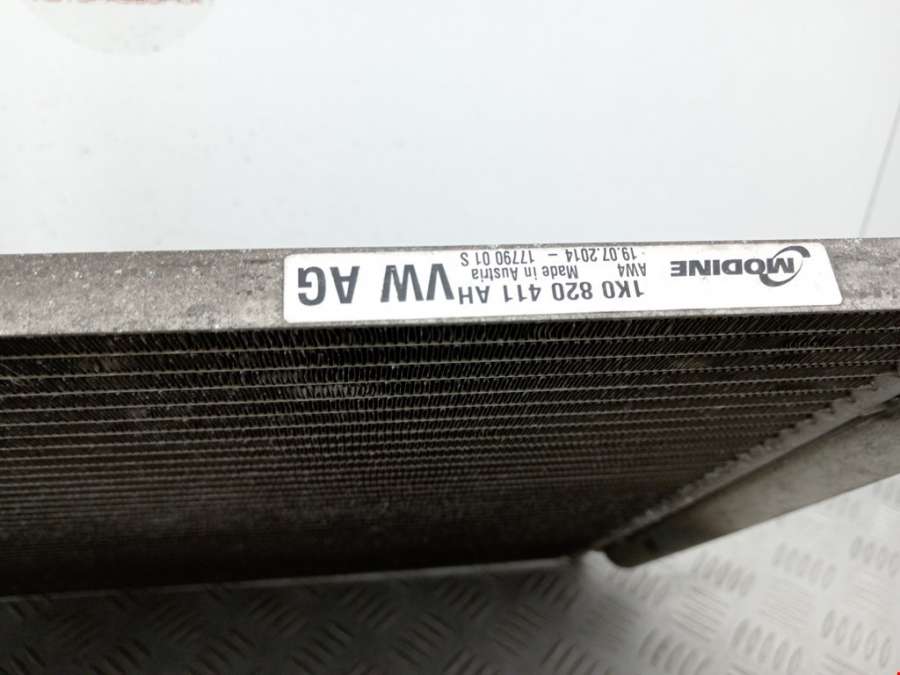 MODINE
AW4
19.07.2014 – 17790 01 S
Made in Austria
1K0 820 411 AH
VW AG